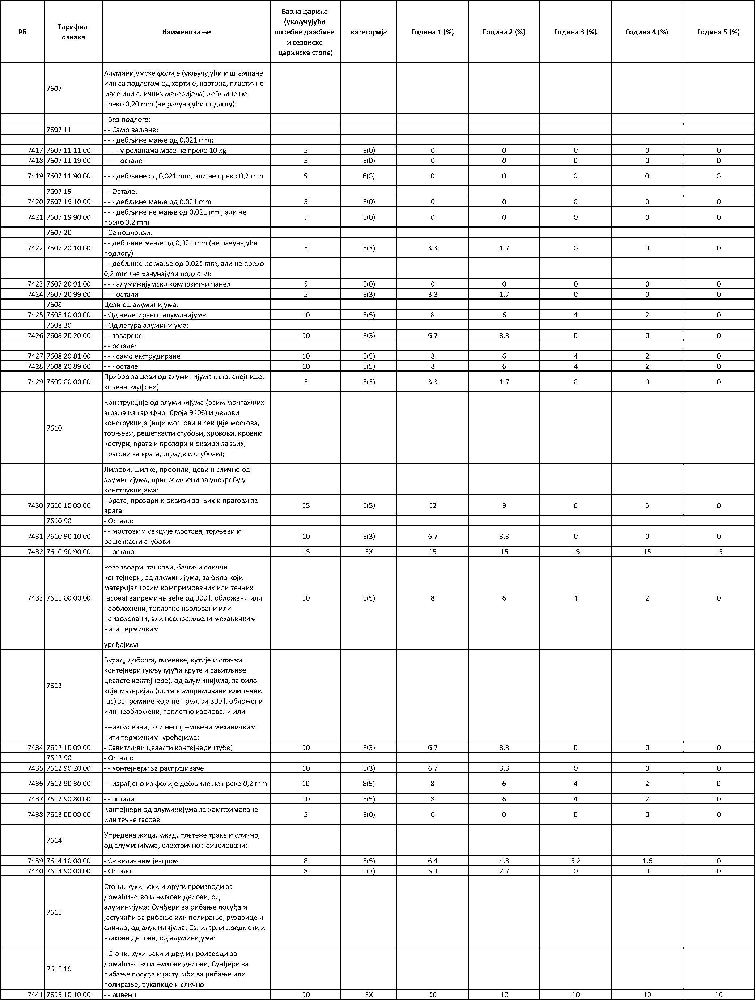 РБ Тарифна ознака Наименовање Базна царина (укључујући посебне дажбине и сезонске царинске стопе) категорија Година 1 (%) Година 2 (%) Година 3 (%) Година 4 (%) Година 5 (%)
7607 Алуминијумске фолије (укључујући и штампане
или са подлогом од хартије, картона, пластичне
масе или сличних материјала) дебљине не
преко 0,20 mm (не рачунајући подлогу):
- Без подлоге:
7607 11 - - Само ваљане:
- - - дебљине мање од 0,021 mm:
7417 7607 11 11 00 - - - - у роланама масе не преко 10 kg 5 E(0) 0 0 0 0 0
7418 7607 11 19 00 - - - - остале 5 E(0) 0 0 0 0 0
7419 7607 11 90 00 - - - дебљине од 0,021 mm, али не преко 0,2 mm 5 E(0) 0 0 0 0 0
7607 19 - - Остале:
7420 7607 19 10 00 - - - дебљине мање од 0,021 mm 5 E(0) 0 0 0 0 0
7421 7607 19 90 00 - - - дебљине не мање од 0,021 mm, али не
преко 0,2 mm 5 E(0) 0 0 0 0 0
7607 20 - Са подлогом:
7422 7607 20 10 00 - - дебљине мање од 0,021 mm (не рачунајући
подлогу) 5 E(3) 3.3 1.7 0 0 0
- - дебљине не мање од 0,021 mm, али не преко
0,2 mm (не рачунајући подлогу):
7423 7607 20 91 00 - - - алуминијумски композитни панел 5 E(0) 0 0 0 0 0
7424 7607 20 99 00 - - - остали 5 E(3) 3.3 1.7 0 0 0
7608 Цеви од алуминијума:
7425 7608 10 00 00 - Од нелегираног алуминијума 10 E(5) 8 6 4 2 0
7608 20 - Од легура алуминијума:
7426 7608 20 20 00 - - заварене 10 E(3) 6.7 3.3 0 0 0
- - остале:
7427 7608 20 81 00 - - - само екструдиране 10 E(5) 8 6 4 2 0
7428 7608 20 89 00 - - - остале 10 E(5) 8 6 4 2 0
7429 7609 00 00 00 Прибор за цеви од алуминијума (нпр: спојнице,
колена, муфови) 5 E(3) 3.3 1.7 0 0 0
7610 Конструкције од алуминијума (осим монтажних
зграда из тарифног броја 9406) и делови
конструкција (нпр: мостови и секције мостова,
торњеви, решеткасти стубови, кровови, кровни
костури, врата и прозори и оквири за њих,
прагови за врата, ограде и стубови);
Лимови, шипке, профили, цеви и слично од
алуминијума, припремљени за употребу у
конструкцијама:
7430 7610 10 00 00 - Врата, прозори и оквири за њих и прагови за
врата 15 E(5) 12 9 6 3 0
7610 90 - Остало:
7431 7610 90 10 00 - - мостови и секције мостова, торњеви и
решеткасти стубови 10 E(3) 6.7 3.3 0 0 0
7432 7610 90 90 00 - - остало 15 EX 15 15 15 15 15
7433 7611 00 00 00 Резервоари, танкови, бачве и слични
контејнери, од алуминијума, за било који
материјал (осим компримованих или течних
гасова) запремине веће од 300 l, обложени или
необложени, топлотно изоловани или
неизоловани, али неопремљени механичким
нити термичким
уређајима 10 E(5) 8 6 4 2 0
7612 Бурад, добоши, лименке, кутије и слични
контејнери (укључујући круте и савитљиве
цевасте контејнере), од алуминијума, за било
који материјал (осим компримовани или течни
гас) запремине која не прелази 300 l, обложени
или необложени, топлотно изоловани или
неизоловани, али неопремљени механичким
нити термичким уређајима:
7434 7612 10 00 00 - Савитљиви цевасти контејнери (тубе) 10 E(3) 6.7 3.3 0 0 0
7612 90 - Остало:
7435 7612 90 20 00 - - контејнери за распршиваче 10 E(3) 6.7 3.3 0 0 0
7436 7612 90 30 00 - - израђено из фолије дебљине не преко 0,2 mm 10 E(5) 8 6 4 2 0
7437 7612 90 80 00 - - остали 10 E(5) 8 6 4 2 0
7438 7613 00 00 00 Контејнери од алуминијума за компримоване
или течне гасове 5 E(0) 0 0 0 0 0
7614 Упредена жица, ужад, плетене траке и слично,
од алуминијума, електрично неизоловани:
7439 7614 10 00 00 - Са челичним језгром 8 E(5) 6.4 4.8 3.2 1.6 0
7440 7614 90 00 00 - Остало 8 E(3) 5.3 2.7 0 0 0
7615 Стони, кухињски и други производи за
домаћинство и њихови делови, од
алуминијума; Сунђери за рибање посуђа и
јастучићи за рибање или полирање, рукавице и
слично, од алуминијума; Санитарни предмети и
њихови делови, од алуминијума:
7615 10 - Стони, кухињски и други производи за
домаћинство и њихови делови; Сунђери за
рибање посуђа и јастучићи за рибање или
полирање, рукавице и слично:
7441 7615 10 10 00 - - ливени 10 EX 10 10 10 10 10